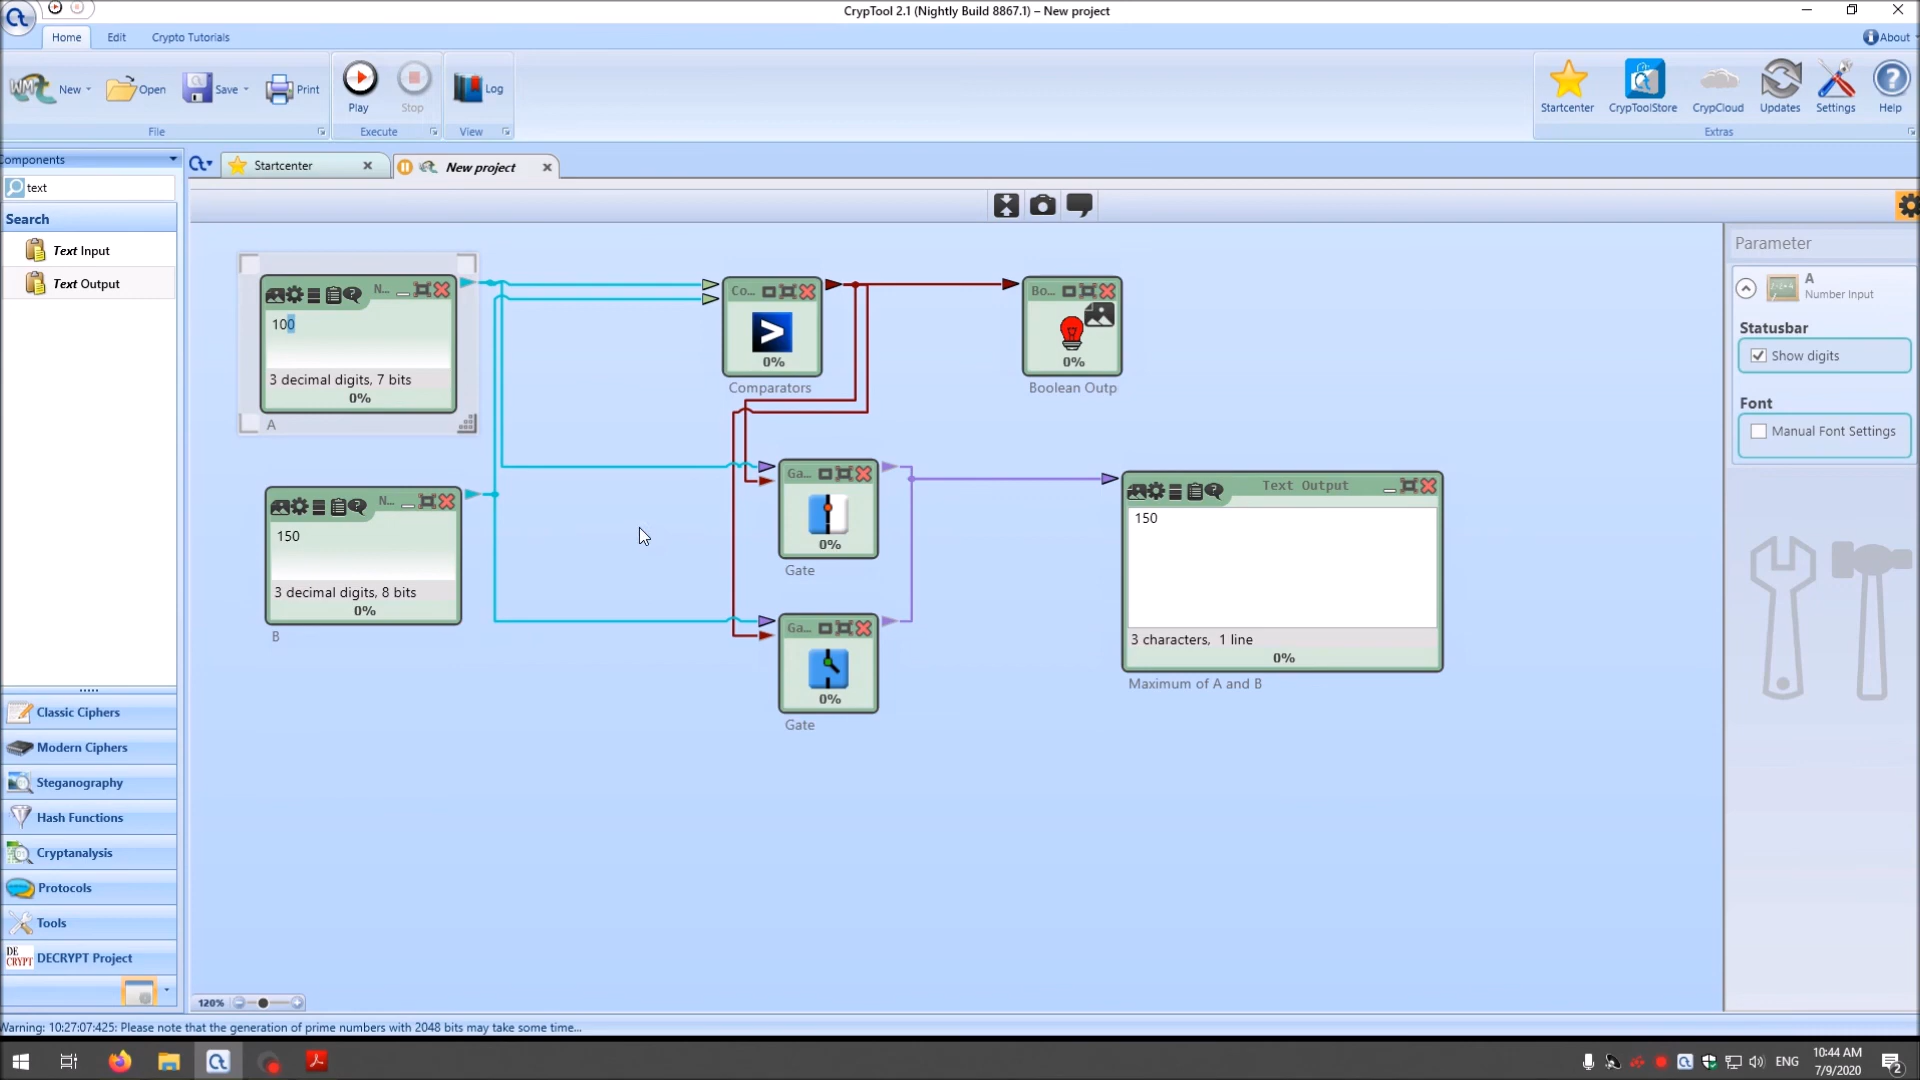 CrypTool 2.1 (Nightly Build 8867.1) – New project
Home
Edit
Crypto Tutorials
About
New
Open
Save
Print
Play
Stop
Log
Startcenter
CrypToolStore
CrypCloud
Updates
Settings
Help
File
Execute
View
Extras
Components
Startcenter
New project
text
Search
Text Input
Text Output
Classic Ciphers
Modern Ciphers
Steganography
Hash Functions
Cryptanalysis
Protocols
Tools
DECRYPT Project
N...
100
3 decimal digits, 7 bits
0%
A
N...
150
3 decimal digits, 8 bits
0%
B
Co...
>
0%
Comparators
Bo...
0%
Boolean Outp
Ga...
0%
Gate
Ga...
0%
Gate
Text Output
150
3 characters, 1 line
0%
Maximum of A and B
Parameter
A
Number Input
Statusbar
Show digits
Font
Manual Font Settings
120%
Warning: 10:27:07:425: Please note that the generation of prime numbers with 2048 bits may take some time...
ENG
10:44 AM
7/9/2020
2